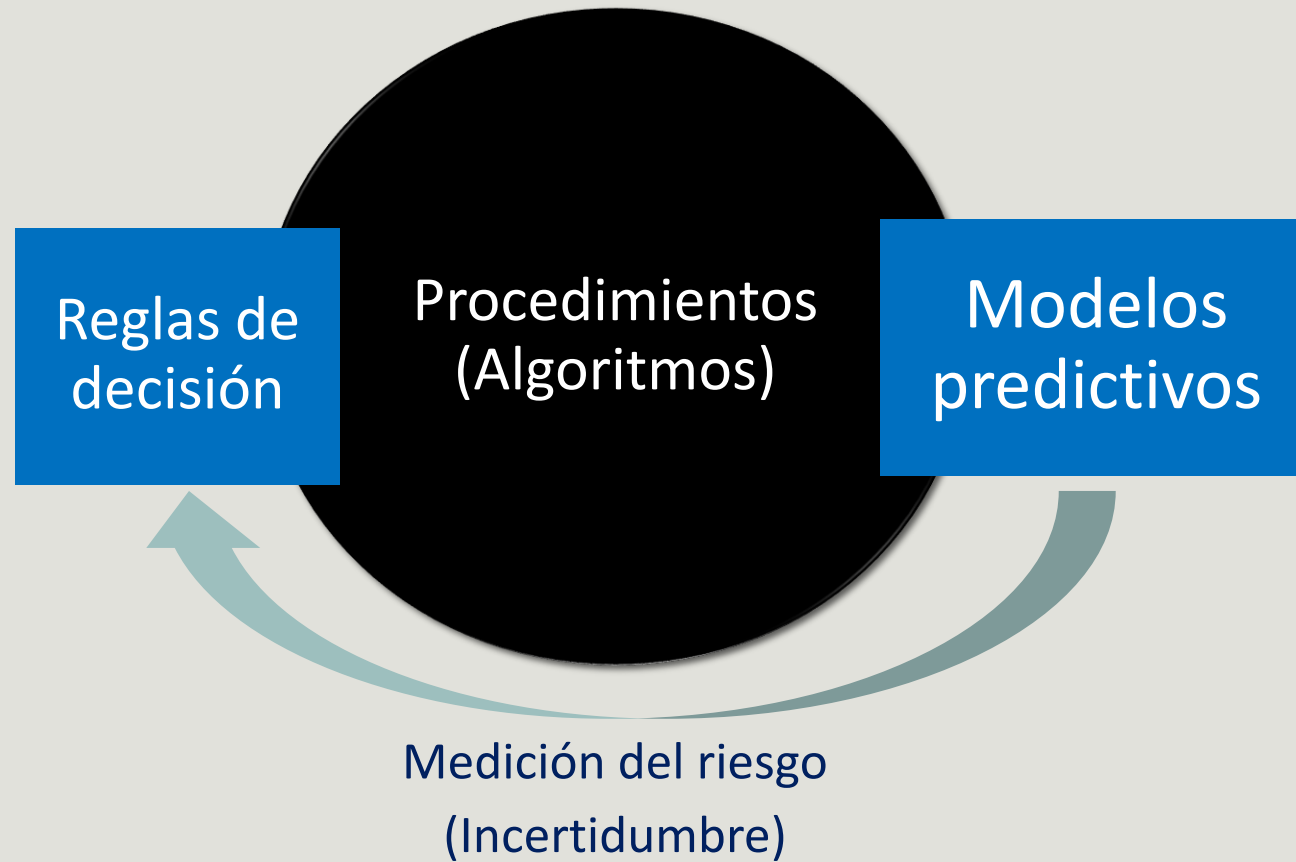 Reglas de
decisión
Procedimientos
(Algoritmos)
Modelos
predictivos
Medición del riesgo
(Incertidumbre)